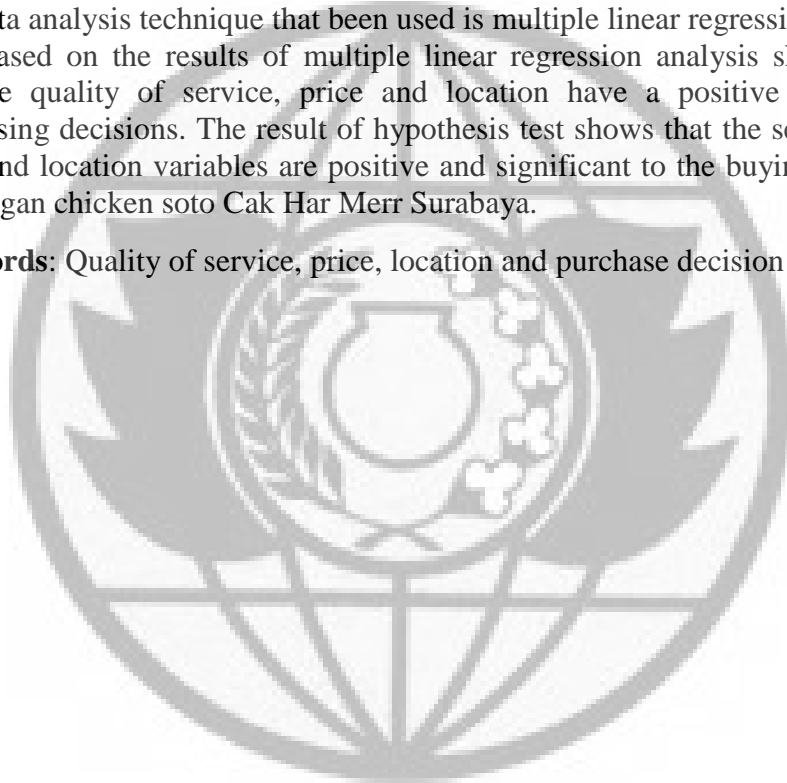 ta analysis technique that been used is multiple linear regressi
ased on the results of multiple linear regression analysis s
e quality of service, price and location have a positive
sing decisions. The result of hypothesis test shows that the s
nd location variables are positive and significant to the buyin
gan chicken soto Cak Har Merr Surabaya.
ords: Quality of service, price, location and purchase decision